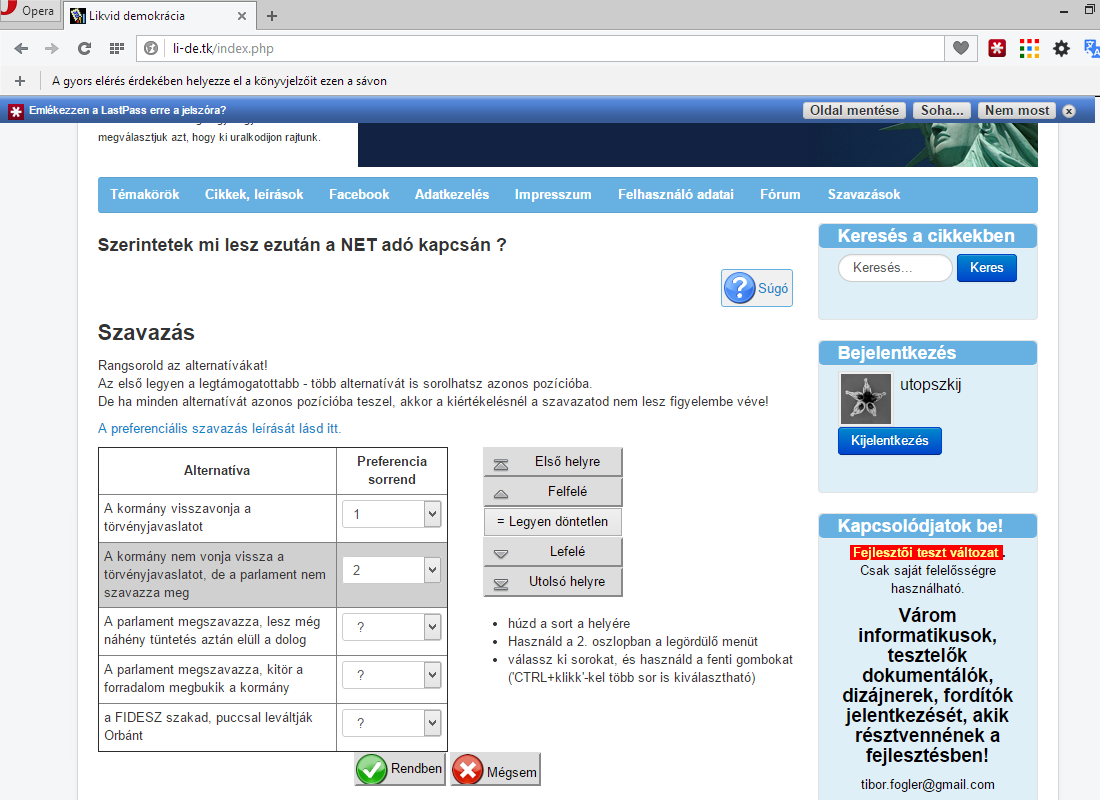 Opera
Likvid demokrácia
li-de.tk/index.php
A gyors elérés érdekében helyezze el a könyvjelzőit ezen a sávon
Emlékezzen a LastPass erre a jelszóra?
Oldal mentése
Soha...
Nem most
megválasztjuk azt, hogy ki uralkodijon rajtunk.
Témakörök
Cikkek, leírások
Facebook
Adatkezelés
Impresszum
Felhasználó adatai
Fórum
Szavazások
Szerintetek mi lesz ezután a NET adó kapcsán ?
Súgó
Szavazás
Rangsorold az alternatívákat!
Az első legyen a legtámogatottabb - több alternatívát is sorolhatsz azonos pozícióba.
De ha minden alternatívát azonos pozícióba teszel, akkor a kiértékelésnél a szavazatod nem lesz figyelembe véve!
A preferenciális szavazás leírását lásd itt.
Alternatíva
Preferencia
sorrend
A kormány visszavonja a
törvényjavaslatot
1
A kormány nem vonja vissza a
törvényjavaslatot, de a parlament nem
szavazza meg
2
A parlament megszavazza, lesz még
náhény tüntetés aztán elüll a dolog
?
A parlament megszavazza, kitör a
forradalom megbukik a kormány
?
a FIDESZ szakad, puccsal leváltják
Orbánt
?
Első helyre
Felfelé
= Legyen döntetlen
Lefelé
Utolsó helyre
• húzd a sort a helyére
• Használd a 2. oszlopban a legördülő menüt
• válassz ki sorokat, és használd a fenti gombokat
('CTRL+klikk'-kel több sor is kiválasztható)
Rendben
Mégsem
Keresés a cikkekben
Keresés...
Keres
Bejelentkezés
utopszkij
Kijelentkezés
Kapcsolódjatok be!
Fejlesztői teszt változat .
Csak saját felelősségre
használható.
Várom
informatikusok,
tesztelők
dokumentálók,
dizájnerek, fordítók
jelentkezését, akik
résztvennének a
fejlesztésben!
tibor.fogler@gmail.com